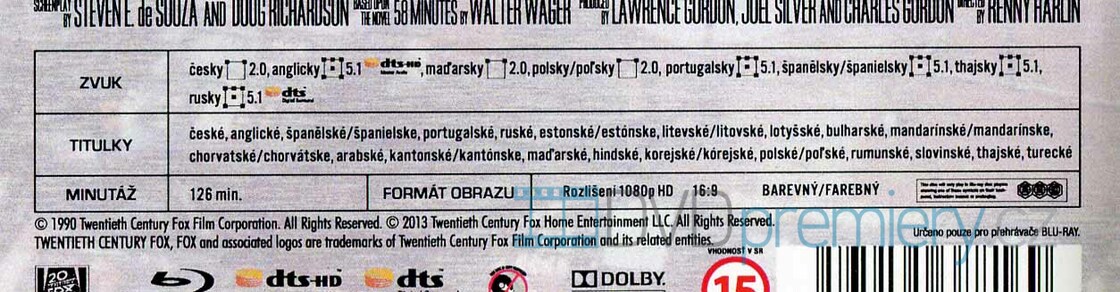 SCREENPLAY BY STEVEN E. de SOUZA AND DOUG RICHARDSON BASED UPON THE NOVEL 58 MINUTES BY WALTER WAGER PRODUCED BY LAWRENCE GORDON, JOEL SILVER AND CHARLES GORDON DIRECTED BY RENNY HARLIN
ZVUK
česky 2.0, anglicky 5.1 dts-HD Master Audio, maďarsky 2.0, polsky/poľsky 2.0, portugalsky 5.1, španělsky/španielsky 5.1, thajsky 5.1,
rusky 5.1 dts Digital Surround
TITULKY
české, anglické, španělské/španielske, portugalské, ruské, estonské/estónske, litevské/litovské, lotyšské, bulharské, mandarínské/mandarínske,
chorvatské/chorvátske, arabské, kantonské/kantónske, maďarské, hindské, korejské/kórejské, polské/poľské, rumunské, slovinské, thajské, turecké
MINUTÁŽ 126 min. FORMÁT OBRAZU Rozlišení 1080p HD 16:9 BAREVNÝ/FAREBNÝ
DVDpremiery.cz
© 1990 Twentieth Century Fox Film Corporation. All Rights Reserved. © 2013 Twentieth Century Fox Home Entertainment LLC. All Rights Reserved.
TWENTIETH CENTURY FOX, FOX and associated logos are trademarks of Twentieth Century Fox Film Corporation and its related entities.
Určeno pouze pro přehrávače BLU-RAY.
VHODNOSŤ V SR
20 dts-HD dts DOLBY. 15